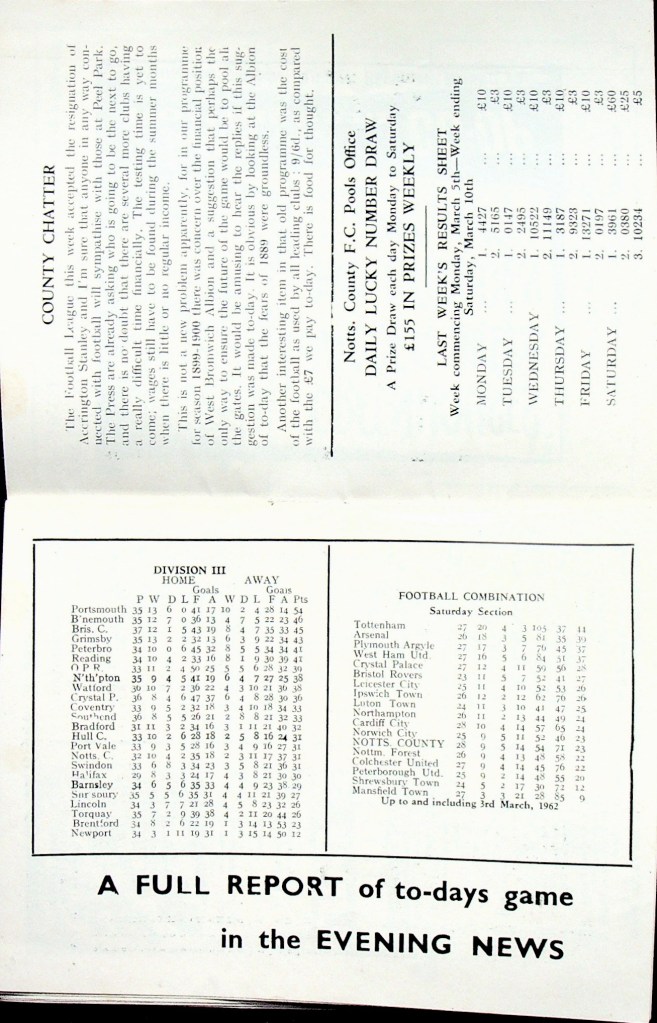 COUNTY CHATTER
The Football League this week accepted the resignation of
Accrington Stanley and I'm sure that anyone in any way con-
nected with football will sympathise with those at Peel Park.
The Press are already asking who is going to be the next to go,
and there is no doubt that there are several more clubs having
a really difficult time financially. The testing time is yet to
come; wages still have to be found during the summer months
when there is little or no regular income.
This is not a new problem apparently, for in our programme
for season 1899-1900 there was concern over the financial position
of West Bromwich Albion and a suggestion that perhaps the
only way to ensure the future of the game would be to pool all
the gates. It would be amusing to hear the replies if this sug-
gestion was made to-day. It is obvious by looking at the Albion
of to-day that the fears of 1889 were groundless.
Another interesting item in that old programme was the cost
of the football as used by all leading clubs: 9/6d., as compared
with the £7 we pay to-day. There is food for thought.
Notts. County F.C. Pools Office
DAILY LUCKY NUMBER DRAW
A Prize Draw each day Monday to Saturday
£155 IN PRIZES WEEKLY
LAST WEEK'S RESULTS SHEET
Week commencing Monday, March 5th—Week ending
Saturday, March 10th
MONDAY ... 1. 4427 ... £10
2. 5165 ... £3
TUESDAY ... 1. 0147 ... £10
2. 2495 ... £3
WEDNESDAY 1. 10522 ... £10
2. 11149 ... £3
THURSDAY ... 1. 3187 ... £10
2. 9323 ... £3
FRIDAY ... 1. 13271 ... £10
2. 0197 ... £3
SATURDAY ... 1. 3961 ... £60
2. 0380 ... £25
3. 10234 ... £5
DIVISION III
HOME AWAY
Goals Goals
P W D L F A W D L F A Pts
Portsmouth 35 13 6 0 41 17 10 2 4 28 14 54
B'nemouth 35 12 7 0 36 13 4 7 5 22 23 46
Bris. C. 37 12 1 5 43 19 8 4 7 35 33 45
Grimsby 35 13 2 2 32 13 6 3 9 22 34 43
Peterbro 34 10 0 6 45 32 8 5 5 34 34 41
Reading 34 10 4 2 33 16 8 1 9 30 39 41
Q P R. 33 11 2 4 50 25 5 5 6 28 32 39
N'th'pton 35 9 4 5 41 19 6 4 7 27 25 38
Watford 36 10 7 2 36 22 4 3 10 21 36 38
Crystal P. 36 8 4 6 47 37 6 4 8 28 30 36
Coventry 33 9 5 2 32 18 3 4 10 18 34 33
Southend 36 8 5 5 26 21 2 8 8 21 32 33
Bradford 31 11 3 2 34 16 3 1 11 21 40 32
Hull C. 33 10 2 6 28 18 2 5 8 16 24 31
Port Vale 33 9 3 5 28 16 3 4 9 16 27 31
Notts. C. 32 10 4 2 35 18 2 3 11 17 37 31
Swindon 33 6 8 3 34 23 3 5 8 21 36 31
Halifax 29 8 3 3 24 17 4 3 8 21 30 30
Barnsley 34 6 5 6 35 33 4 4 9 23 38 29
Shr'sbury 35 5 5 6 35 31 4 4 11 21 39 27
Lincoln 34 3 7 7 21 28 4 5 8 23 32 26
Torquay 35 7 2 9 39 38 4 2 11 20 44 26
Brentford 34 8 2 6 22 19 1 3 14 13 53 23
Newport 34 3 1 11 19 31 1 3 15 14 50 12
FOOTBALL COMBINATION
Saturday Section
Tottenham 27 20 4 3 103 37 44
Arsenal 26 18 3 5 81 35 39
Plymouth Argyle 27 17 3 7 76 45 37
West Ham Utd. 27 16 5 6 84 51 37
Crystal Palace 27 12 4 11 59 56 28
Bristol Rovers 23 11 5 7 52 41 27
Leicester City 25 11 4 10 52 53 26
Ipswich Town 26 12 2 12 62 76 26
Luton Town 24 11 3 10 41 47 25
Northampton 26 11 2 13 44 49 24
Cardiff City 28 10 4 14 57 65 24
Norwich City 25 9 5 11 52 46 23
NOTTS. COUNTY 28 9 5 14 54 71 23
Nottm. Forest 26 9 4 13 48 58 22
Colchester United 27 9 4 14 45 76 22
Peterborough Utd. 25 9 2 14 48 55 20
Shrewsbury Town 24 5 2 17 30 72 12
Mansfield Town 27 3 3 21 28 85 9
Up to and including 3rd March, 1962
A FULL REPORT of to-days game
in the EVENING NEWS